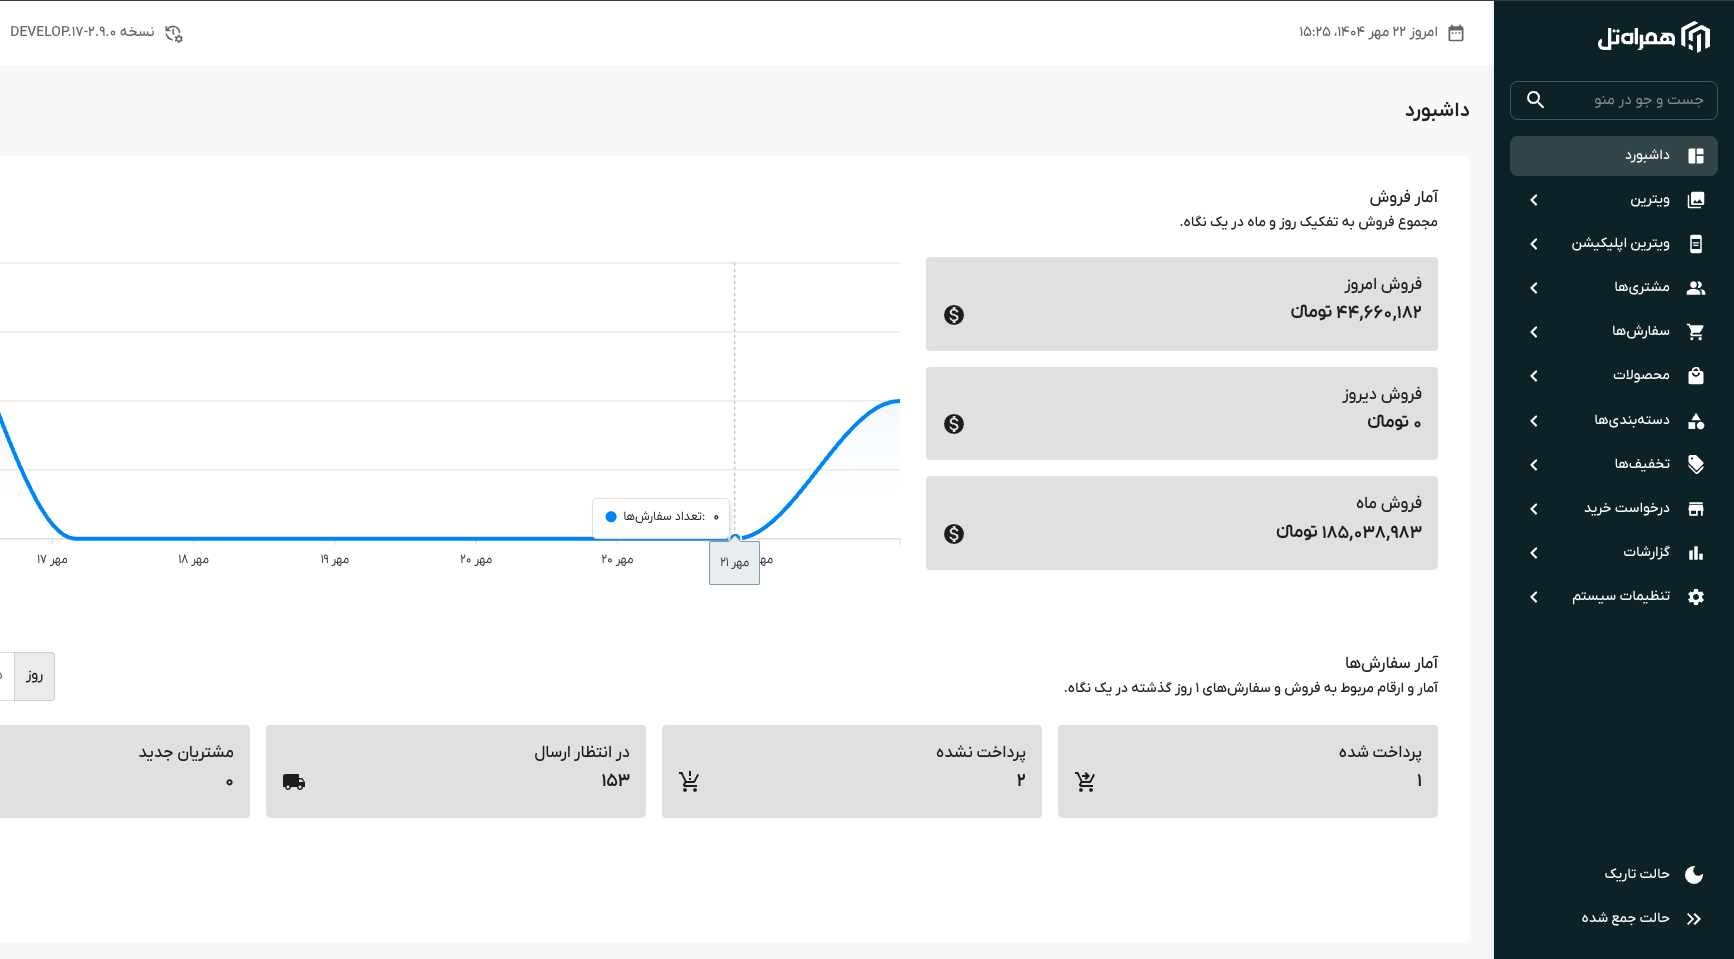 همراه‌تل
امروز ۲۲ مهر ۱۴۰۴، ۱۵:۲۵
نسخه DEVELOP.۱۷-۲.۹.۰
جست و جو در منو
داشبورد
ویترین
ویترین اپلیکیشن
مشتری‌ها
سفارش‌ها
محصولات
دسته‌بندی‌ها
تخفیف‌ها
درخواست خرید
گزارشات
تنظیمات سیستم
حالت تاریک
حالت جمع شده
داشبورد
آمار فروش
مجموع فروش به تفکیک روز و ماه در یک نگاه.
فروش امروز
۴۴,۶۶۰,۱۸۲ تومان
فروش دیروز
۰ تومان
فروش ماه
۱۸۵,۰۳۸,۹۸۳ تومان
تعداد سفارش‌ها: ۰
مهر ۱۷
مهر ۱۸
مهر ۱۹
مهر ۲۰
مهر ۲۰
مهر ۲۱
آمار سفارش‌ها
آمار و ارقام مربوط به فروش و سفارش‌های ۱ روز گذشته در یک نگاه.
روز
پرداخت شده
۱
پرداخت نشده
۲
در انتظار ارسال
۱۵۳
مشتریان جدید
۰